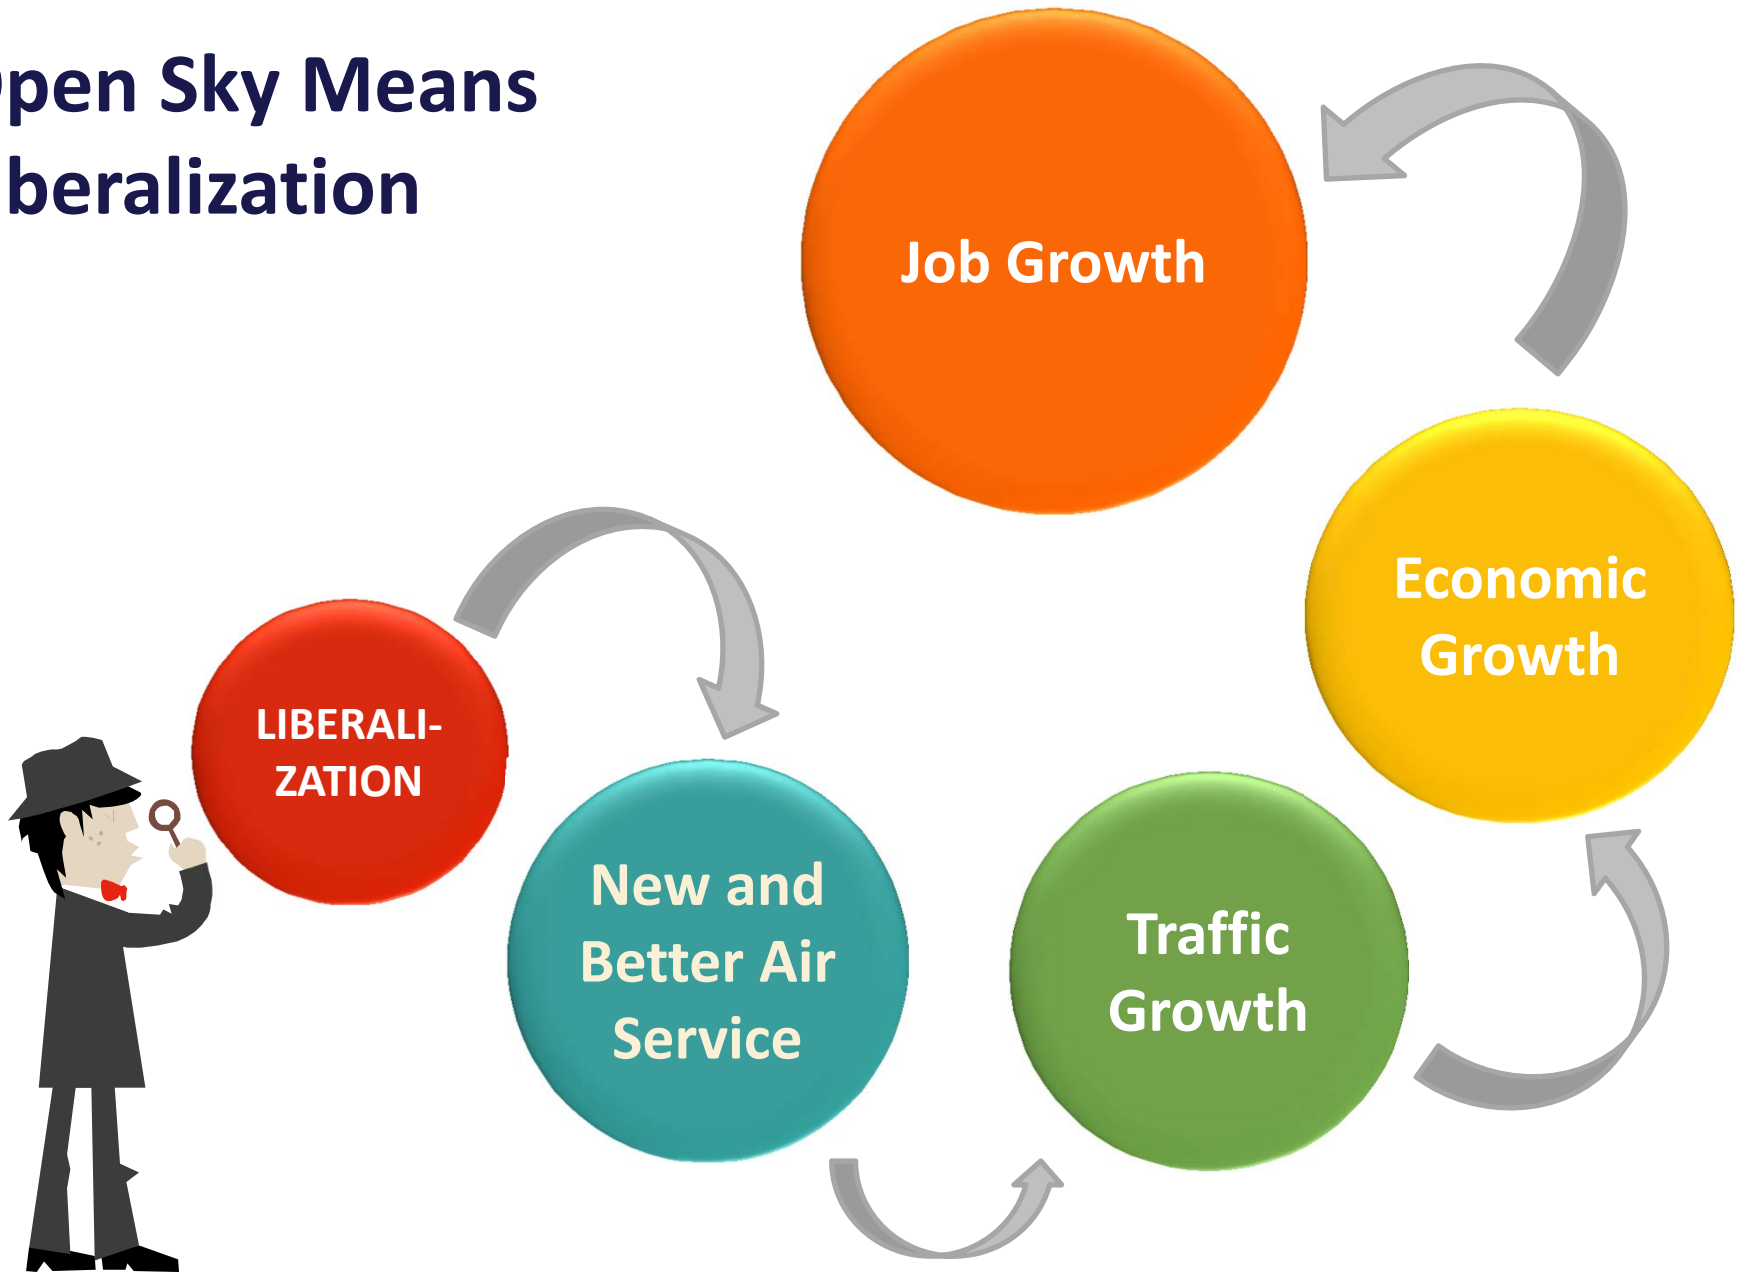 pen Sky Means
beralization
Job Growth
Economic
Growth
LIBERALI-
ZATION
New and
Better Air
Service
Traffic
Growth